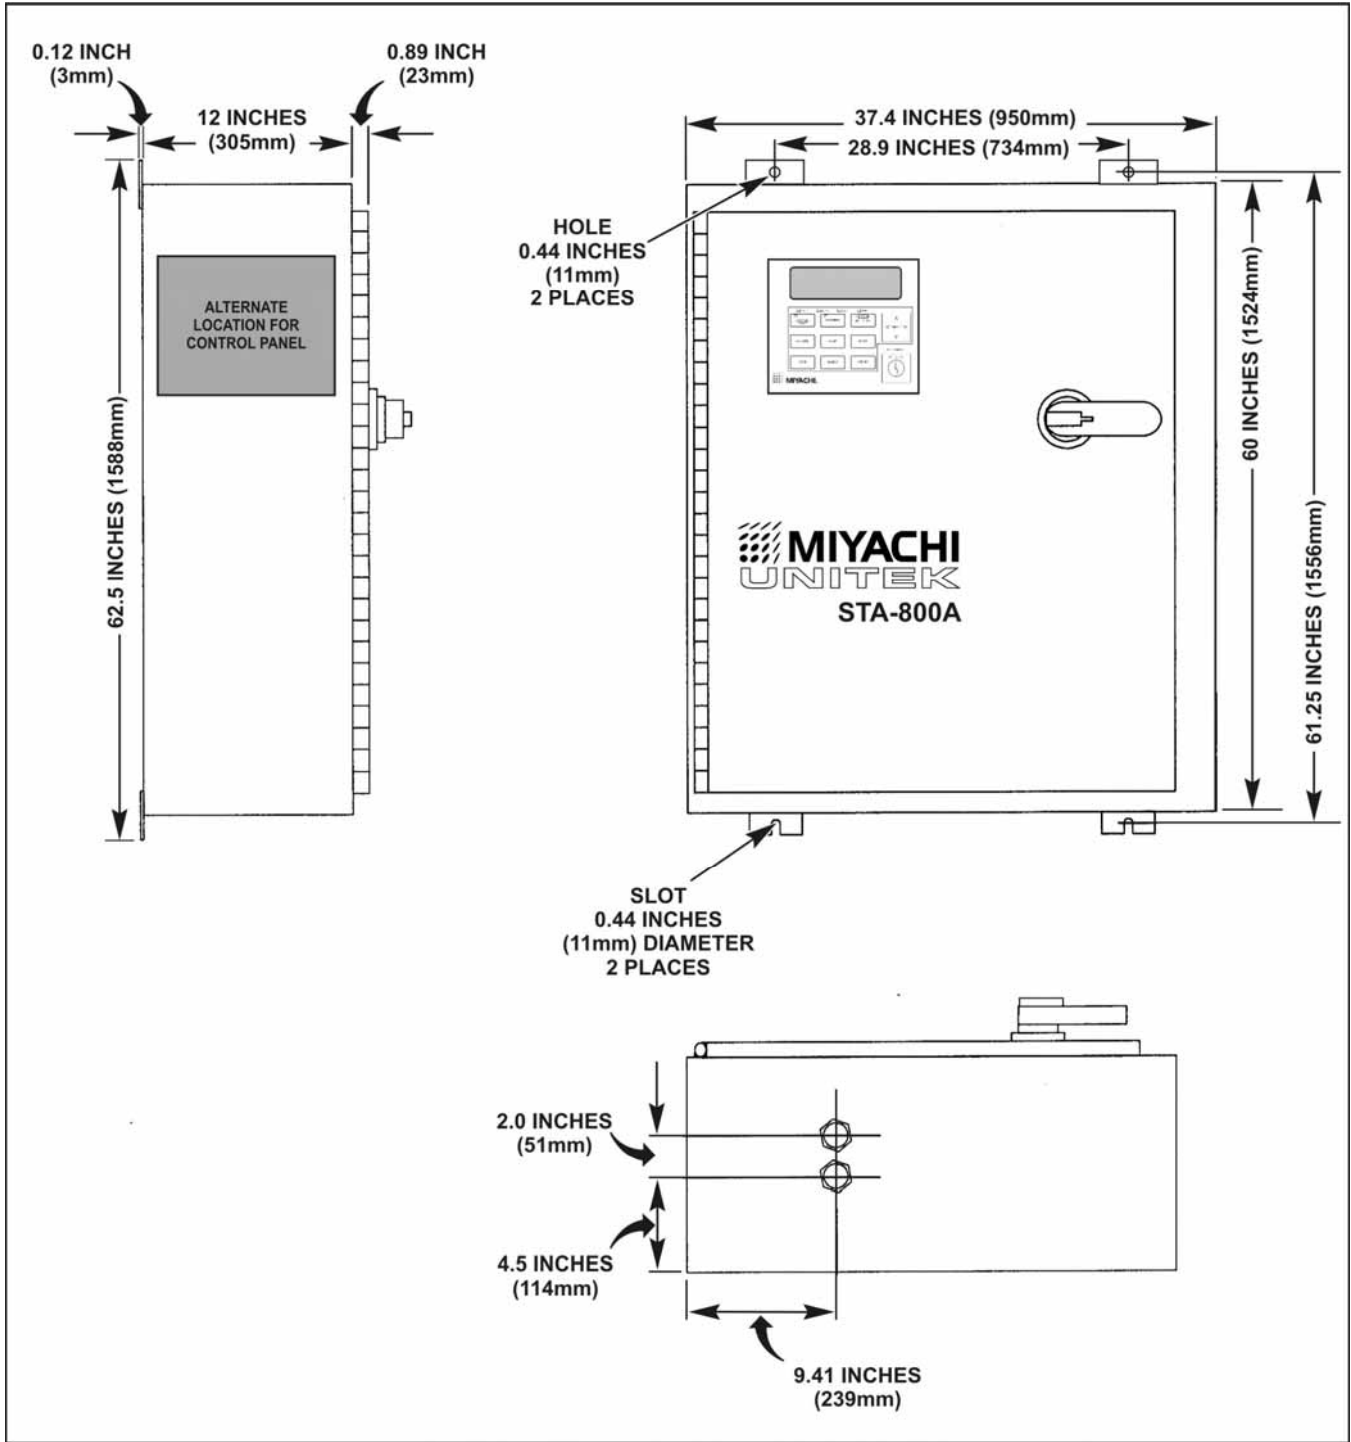 0.12 INCH
(3mm)
0.89 INCH
(23mm)
12 INCHES
(305mm)
62.5 INCHES (1588mm)
ALTERNATE
LOCATION FOR
CONTROL PANEL
37.4 INCHES (950mm)
28.9 INCHES (734mm)
HOLE
0.44 INCHES
(11mm)
2 PLACES
MIYACHI
MIYACHI
UNITEK
STA-800A
60 INCHES (1524mm)
61.25 INCHES (1556mm)
SLOT
0.44 INCHES
(11mm) DIAMETER
2 PLACES
2.0 INCHES
(51mm)
4.5 INCHES
(114mm)
9.41 INCHES
(239mm)